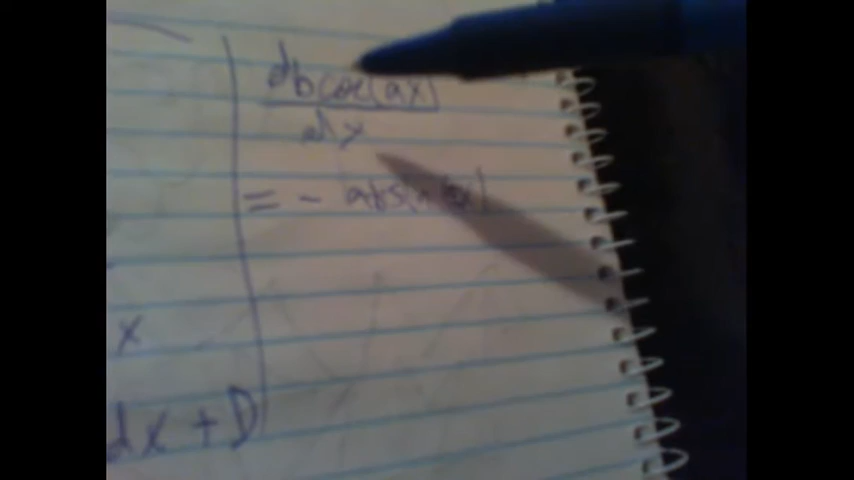 d b cos(ax)
dx
= - ab sin(ax)
x
dx + D